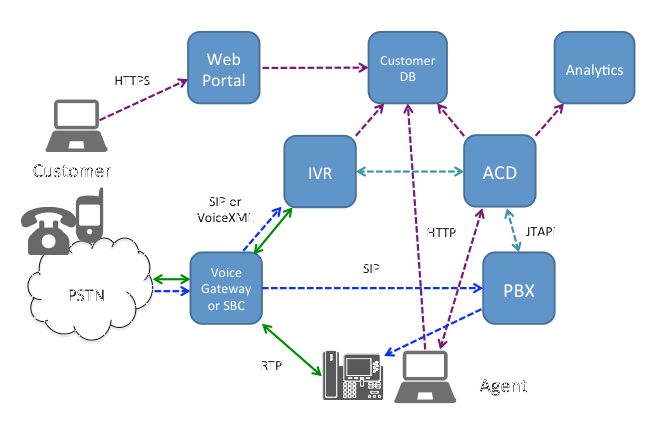 Web
Portal
Customer
DB
Analytics
HTTPS
Customer
IVR
ACD
SIP or
VoiceXML
HTTP
JTAPI
PSTN
Voice
Gateway
or SBC
SIP
PBX
RTP
Agent